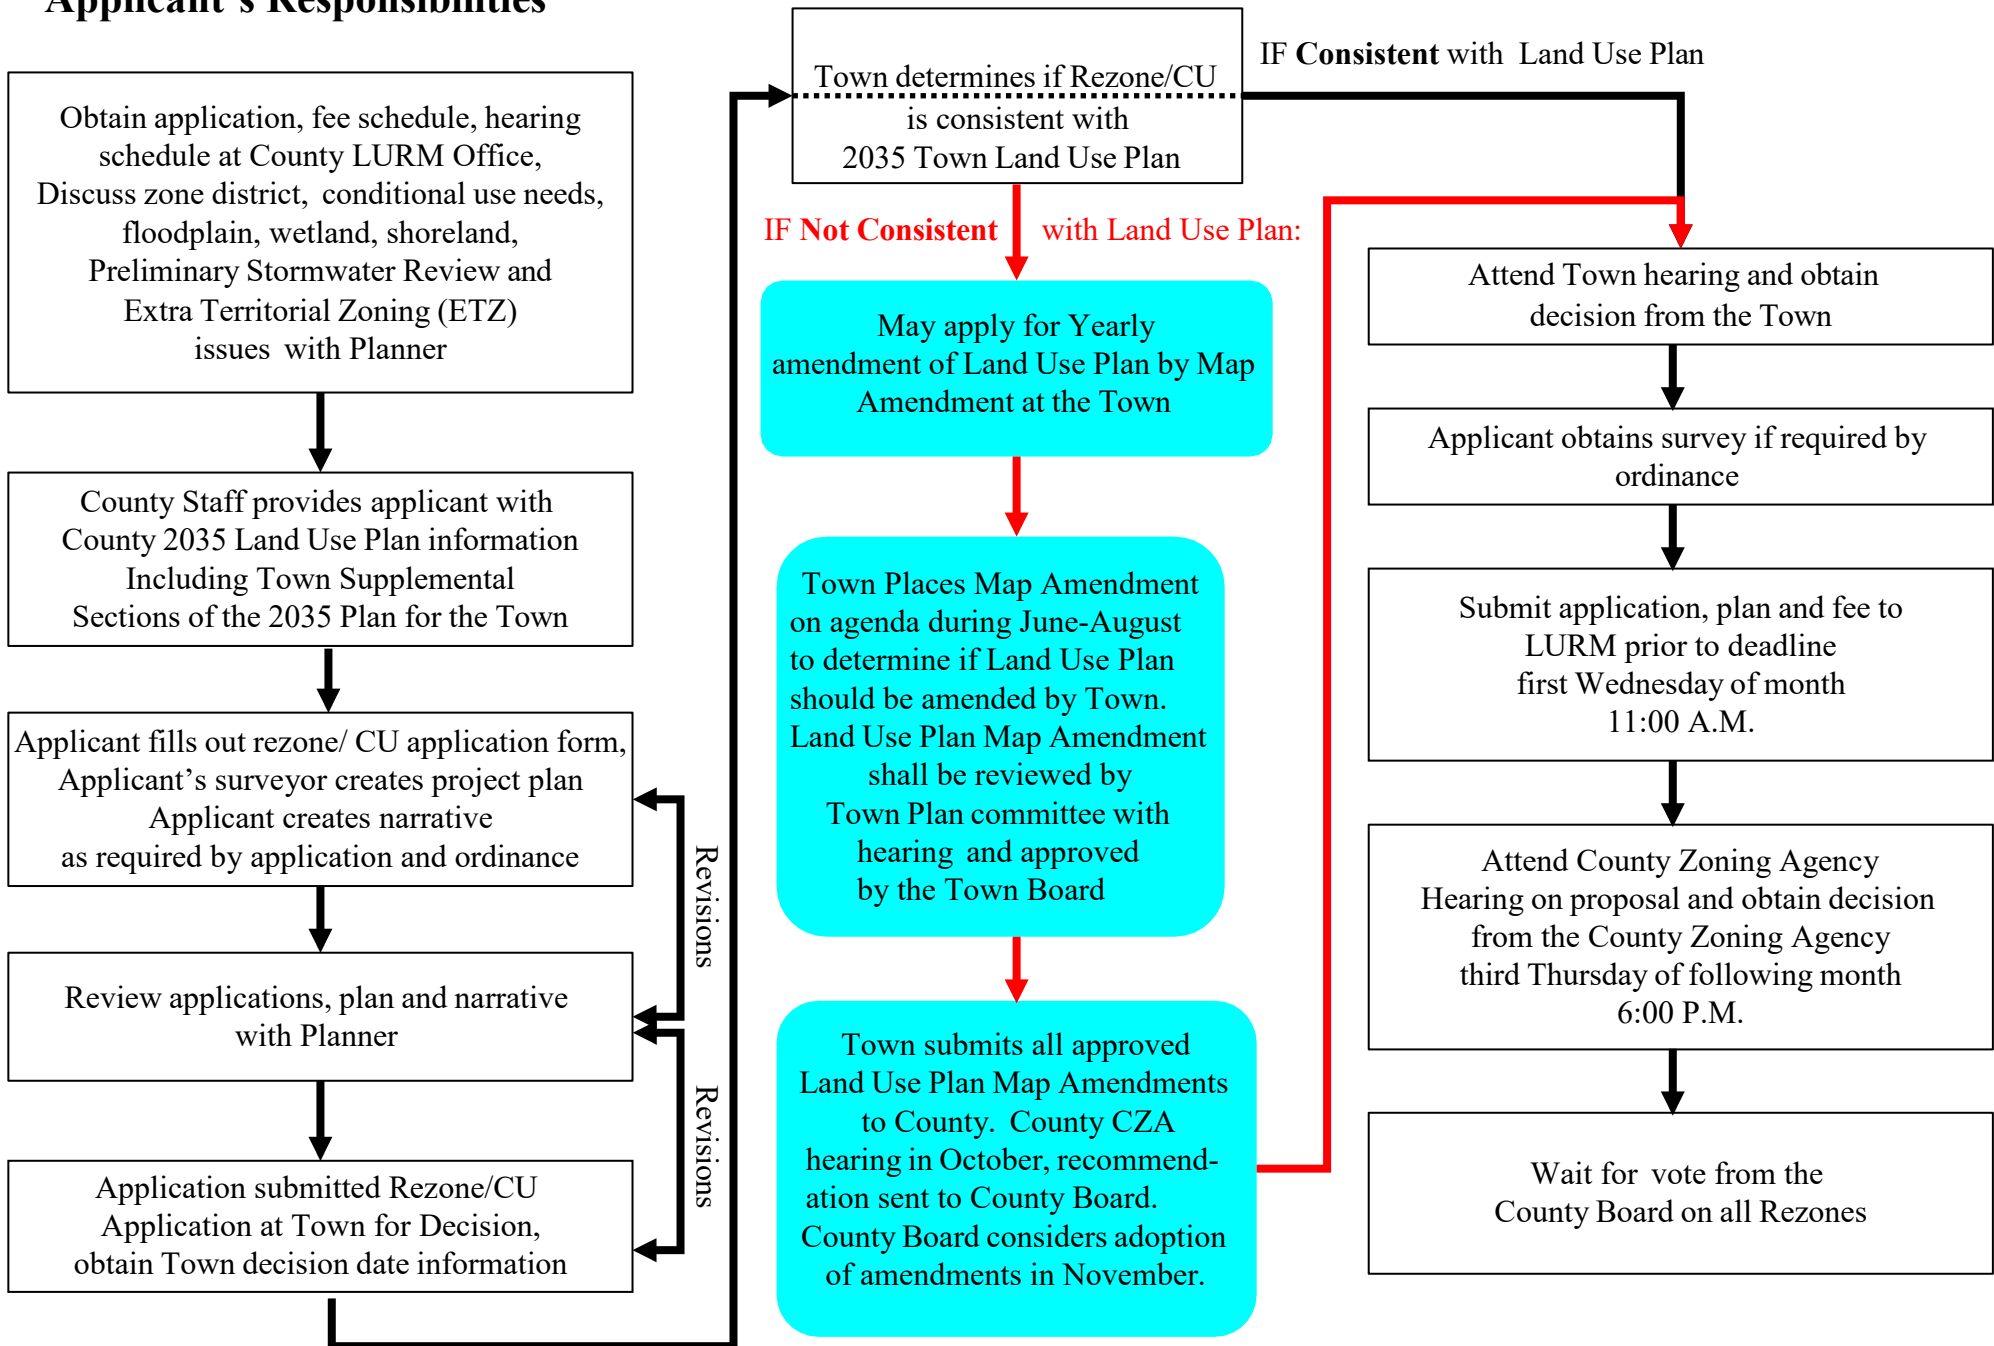 Applicant's Responsibilities
Obtain application, fee schedule, hearing
schedule at County LURM Office,
Discuss zone district, conditional use needs,
floodplain, wetland, shoreland,
Preliminary Stormwater Review and
Extra Territorial Zoning (ETZ)
issues with Planner
County Staff provides applicant with
County 2035 Land Use Plan information
Including Town Supplemental
Sections of the 2035 Plan for the Town
Applicant fills out rezone/ CU application form,
Applicant’s surveyor creates project plan
Applicant creates narrative
as required by application and ordinance
Revisions
Review applications, plan and narrative
with Planner
Revisions
Application submitted Rezone/CU
Application at Town for Decision,
obtain Town decision date information
Town determines if Rezone/CU
is consistent with
2035 Town Land Use Plan
IF Consistent with Land Use Plan
IF Not Consistent with Land Use Plan:
May apply for Yearly
amendment of Land Use Plan by Map
Amendment at the Town
Town Places Map Amendment
on agenda during June-August
to determine if Land Use Plan
should be amended by Town.
Land Use Plan Map Amendment
shall be reviewed by
Town Plan committee with
hearing and approved
by the Town Board
Town submits all approved
Land Use Plan Map Amendments
to County. County CZA
hearing in October, recommend-
ation sent to County Board.
County Board considers adoption
of amendments in November.
Attend Town hearing and obtain
decision from the Town
Applicant obtains survey if required by
ordinance
Submit application, plan and fee to
LURM prior to deadline
first Wednesday of month
11:00 A.M.
Attend County Zoning Agency
Hearing on proposal and obtain decision
from the County Zoning Agency
third Thursday of following month
6:00 P.M.
Wait for vote from the
County Board on all Rezones